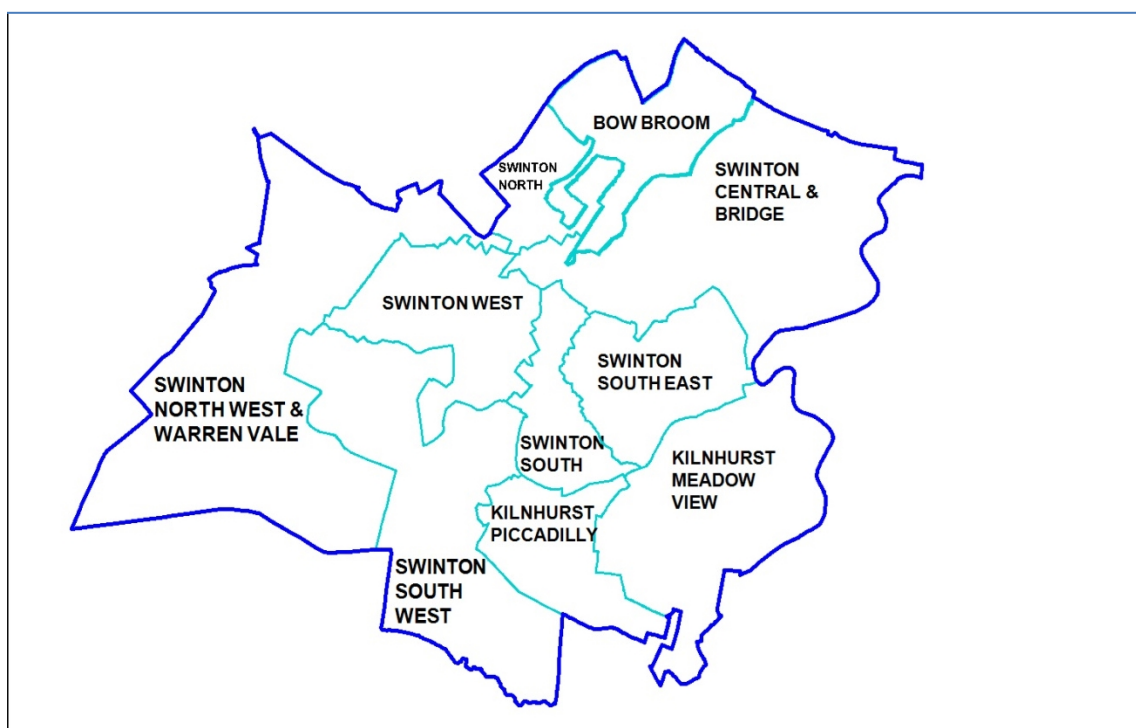 BOW BROOM
SWINTON
NORTH
SWINTON
CENTRAL &
BRIDGE
SWINTON WEST
SWINTON
SOUTH EAST
SWINTON
NORTH WEST &
WARREN VALE
SWINTON
SOUTH
KILNHURST
MEADOW
VIEW
KILNHURST
PICCADILLY
SWINTON
SOUTH
WEST